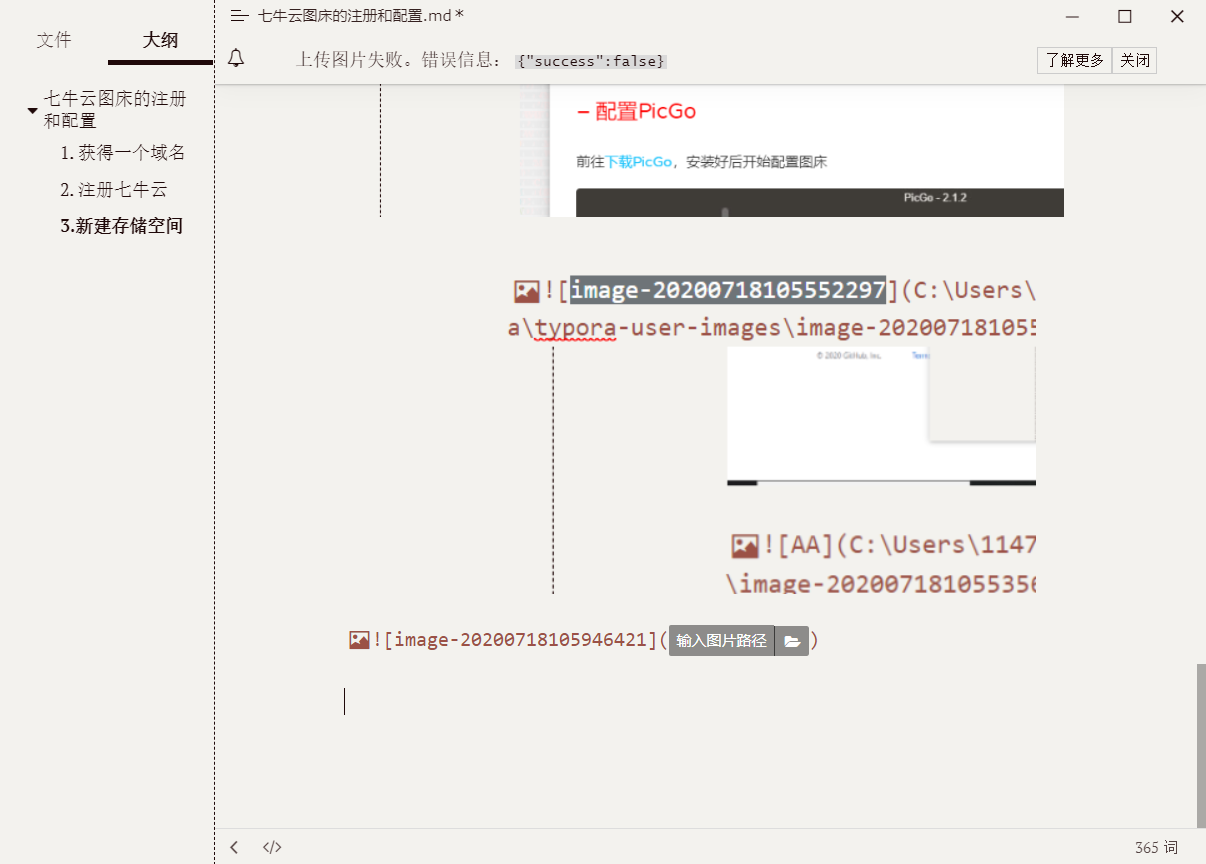 文件
大纲
七牛云图床的注册
和配置
1. 获得一个域名
2. 注册七牛云
3.新建存储空间
七牛云图床的注册和配置.md *
上传图片失败。错误信息： {"success":false}
了解更多 关闭
– 配置PicGo
前往下载PicGo，安装好后开始配置图床
PicGo - 2.1.2
![image-20200718105552297](C:\Users\
a\typora-user-images\image-202007181055
© 2020 GitHub, Inc. Terms
![AA](C:\Users\1147
\image-202007181055356
![image-20200718105946421](输入图片路径)
</>
365 词